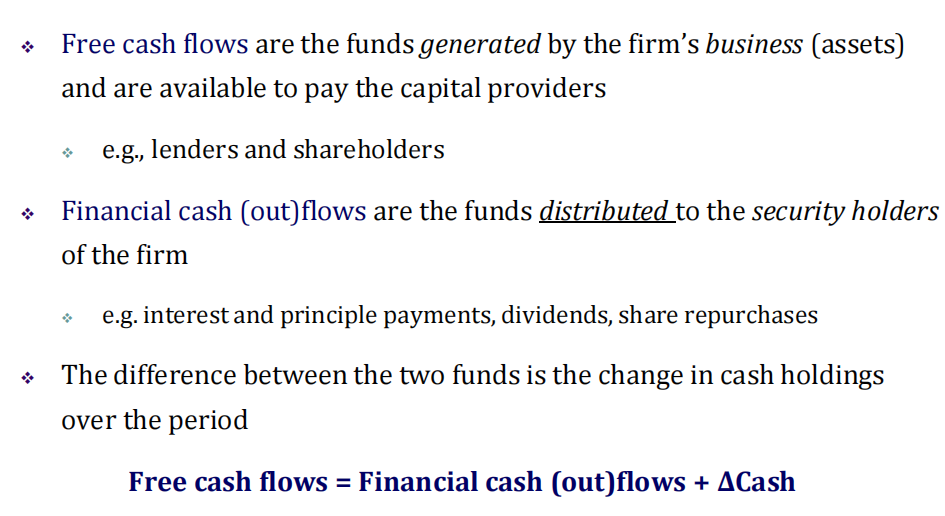 ❖ Free cash flows are the funds generated by the firm's business (assets)
and are available to pay the capital providers
❖ e.g., lenders and shareholders
❖ Financial cash (out)flows are the funds distributed to the security holders
of the firm
❖ e.g. interest and principle payments, dividends, share repurchases
❖ The difference between the two funds is the change in cash holdings
over the period
Free cash flows = Financial cash (out)flows + ΔCash